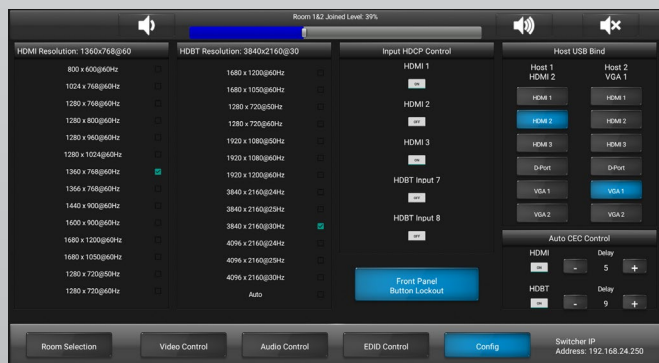 Room 1&2 Joined Level: 39%
HDMI Resolution: 1360x768@60
800 x 600@60Hz
1024 x 768@60Hz
1280 x 768@60Hz
1280 x 800@60Hz
1280 x 960@60Hz
1280 x 1024@60Hz
1360 x 768@60Hz
1366 x 768@60Hz
1440 x 900@60Hz
1600 x 900@60Hz
1680 x 1200@60Hz
1680 x 1050@60Hz
1280 x 720@50Hz
1280 x 720@60Hz
HDBT Resolution: 3840x2160@30
1680 x 1200@60Hz
1680 x 1050@60Hz
1280 x 720@50Hz
1280 x 720@60Hz
1920 x 1080@50Hz
1920 x 1080@60Hz
1920 x 1200@60Hz
3840 x 2160@24Hz
3840 x 2160@25Hz
3840 x 2160@30Hz
4096 x 2160@24Hz
4096 x 2160@25Hz
4096 x 2160@30Hz
Auto
Input HDCP Control
HDMI 1
ON
HDMI 2
OFF
HDMI 3
ON
HDBT Input 7
OFF
HDBT Input 8
OFF
Front Panel
Button Lockout
Host USB Bind
Host 1 Host 2
HDMI 2 VGA 1
HDMI 1 HDMI 1
HDMI 2 HDMI 2
HDMI 3 HDMI 3
D-Port D-Port
VGA 1 VGA 1
VGA 2 VGA 2
Auto CEC Control
HDMI Delay
ON - 5 +
HDBT Delay
ON - 9 +
Room Selection Video Control Audio Control EDID Control Config
Switcher IP
Address: 192.168.24.250